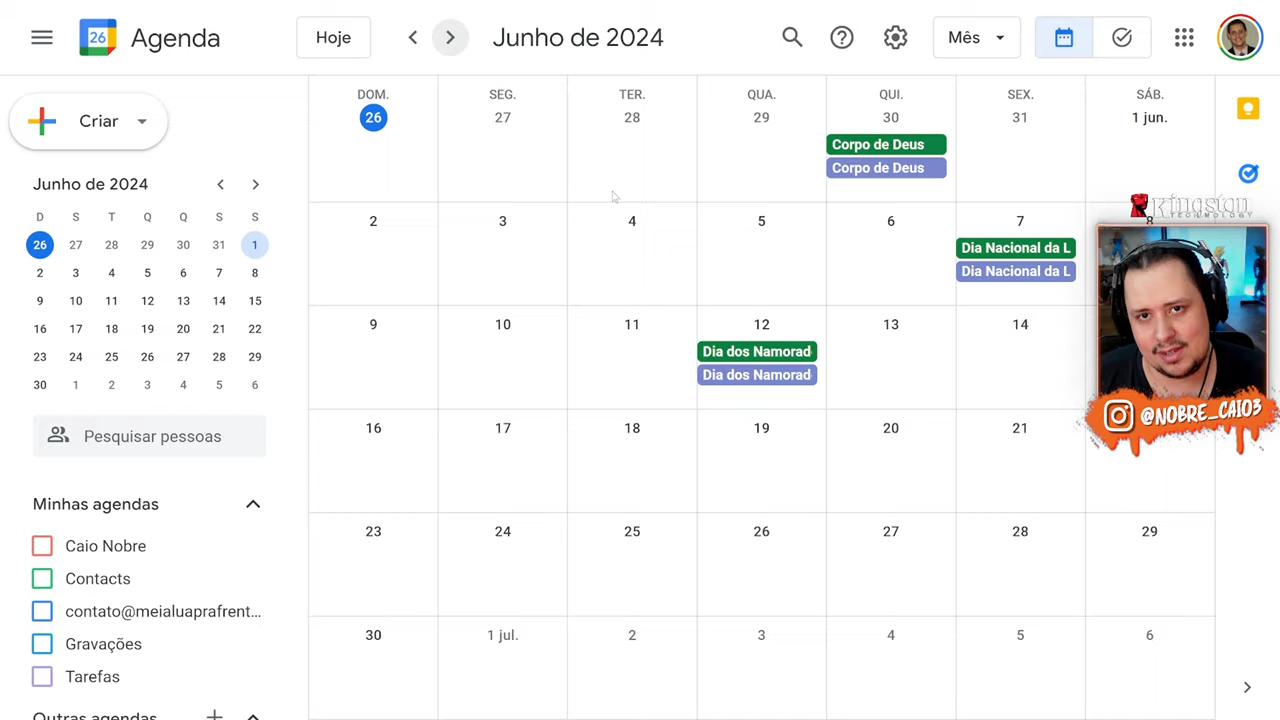 26 Agenda Hoje Junho de 2024 Mês
Criar
Junho de 2024
D S T Q Q S S
26 27 28 29 30 31 1
2 3 4 5 6 7 8
9 10 11 12 13 14 15
16 17 18 19 20 21 22
23 24 25 26 27 28 29
30 1 2 3 4 5 6
Pesquisar pessoas
Minhas agendas
Caio Nobre
Contacts
contato@meialuaprafrent...
Gravações
Tarefas
Outras agendas
DOM. SEG. TER. QUA. QUI. SEX. SÁB.
26 27 28 29 30 31 1 jun.
Corpo de Deus
Corpo de Deus
2 3 4 5 6 7 8
Dia Nacional da L
Dia Nacional da L
9 10 11 12 13 14
Dia dos Namorad
Dia dos Namorad
16 17 18 19 20 21
23 24 25 26 27 28 29
30 1 jul. 2 3 4 5 6
Kingston
TECHNOLOGY
@NOBRE_CAIO3